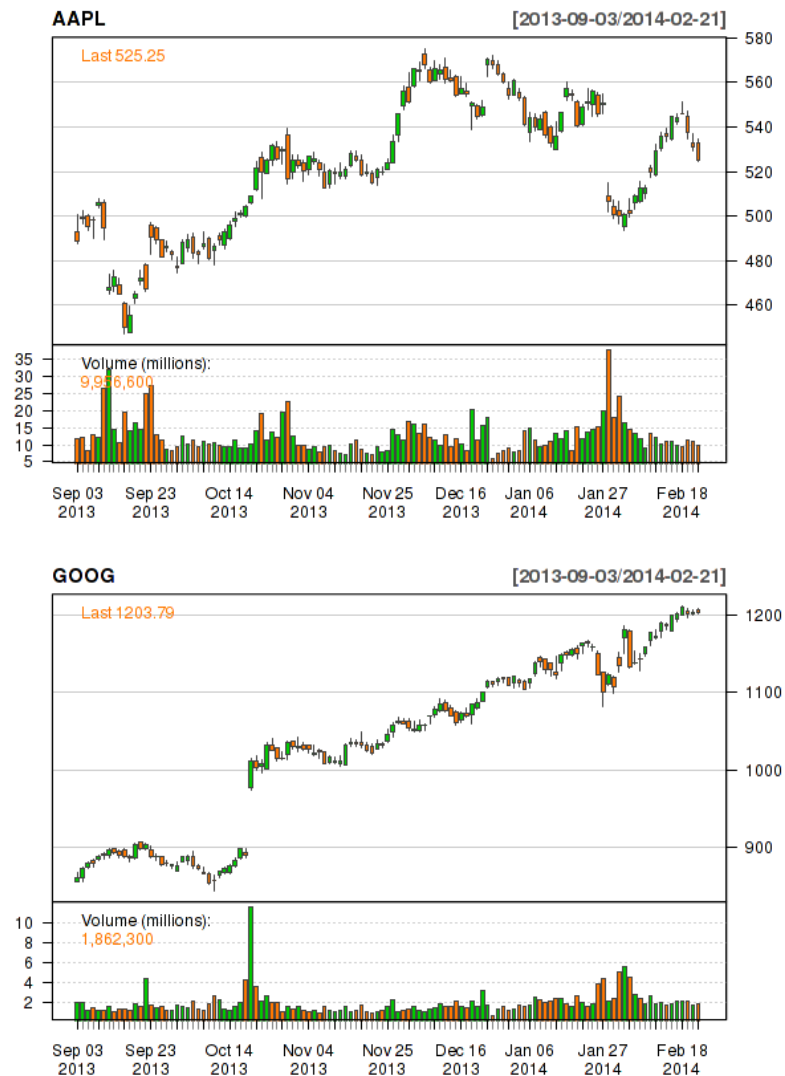 AAPL [2013-09-03/2014-02-21]
Last 525.25
580
560
540
520
500
480
460
Volume (millions):
9,956,600
35
30
25
20
15
10
5
Sep 03 Sep 23 Oct 14 Nov 04 Nov 25 Dec 16 Jan 06 Jan 27 Feb 18
2013 2013 2013 2013 2013 2013 2014 2014 2014
GOOG [2013-09-03/2014-02-21]
Last 1203.79
1200
1100
1000
900
Volume (millions):
1,862,300
10
8
6
4
2
Sep 03 Sep 23 Oct 14 Nov 04 Nov 25 Dec 16 Jan 06 Jan 27 Feb 18
2013 2013 2013 2013 2013 2013 2014 2014 2014